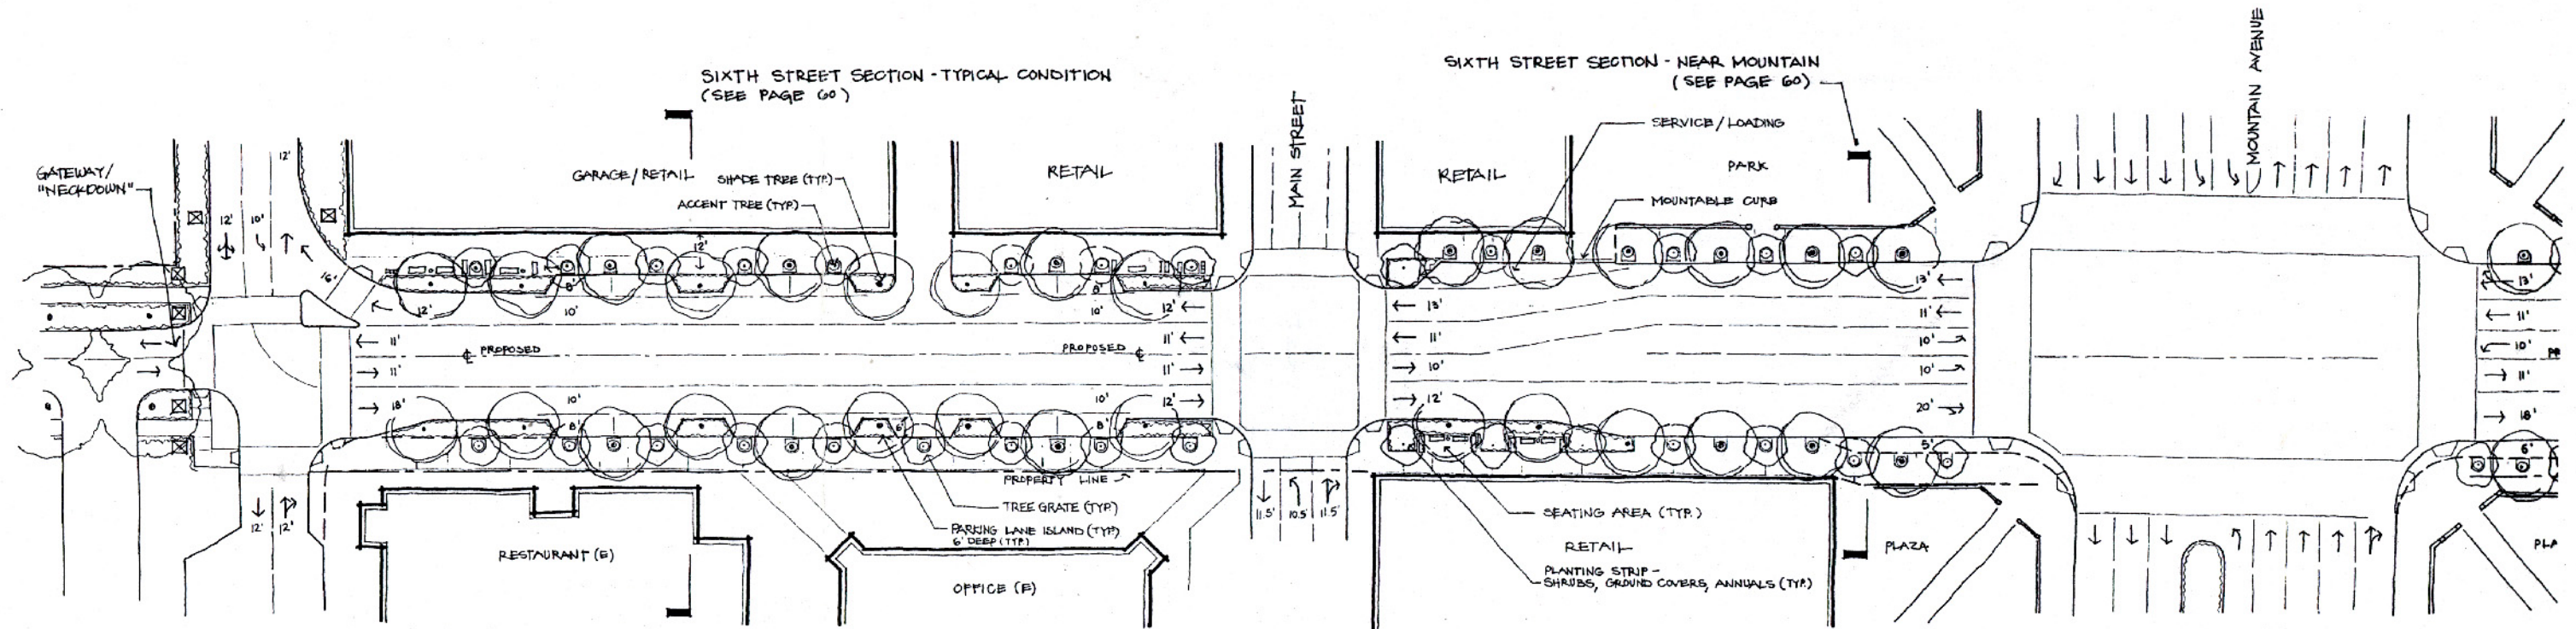 SIXTH STREET SECTION - TYPICAL CONDITION
(SEE PAGE 60)
SIXTH STREET SECTION - NEAR MOUNTAIN
(SEE PAGE 60)
MOUNTAIN AVENUE
MAIN STREET
SERVICE/LOADING
PARK
MOUNTABLE CURB
GATEWAY/
"NECKDOWN"
GARAGE/RETAIL
SHADE TREE (TYP.)
ACCENT TREE (TYP.)
RETAIL
RETAIL
12'
12'
10'
16'
12'
12'
8'
10'
8'
10'
12'
11'
PROPOSED
PROPOSED
11'
11'
11'
18'
10'
10'
12'
8'
6'
8'
13'
11'
10'
12'
13'
11'
10'
10'
20'
5'
13'
11'
10'
11'
18'
6'
12'
12'
11.5'
10.5'
11.5'
PROPERTY LINE
TREE GRATE (TYP.)
PARKING LANE ISLAND (TYP.)
6' DEEP (TYP.)
RESTAURANT (E)
OFFICE (E)
SEATING AREA (TYP.)
RETAIL
PLANTING STRIP -
SHRUBS, GROUND COVERS, ANNUALS (TYP.)
PLAZA
PLA